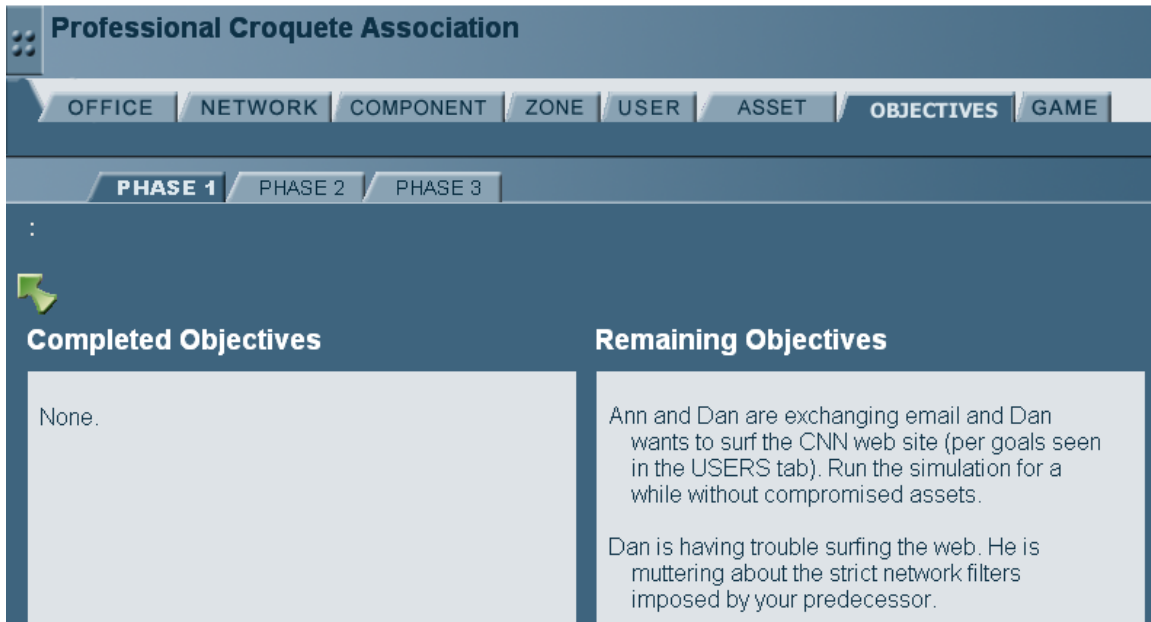 Professional Croquete Association
OFFICE NETWORK COMPONENT ZONE USER ASSET OBJECTIVES GAME
PHASE 1 PHASE 2 PHASE 3
:
Completed Objectives
None.
Remaining Objectives
Ann and Dan are exchanging email and Dan
wants to surf the CNN web site (per goals seen
in the USERS tab). Run the simulation for a
while without compromised assets.
Dan is having trouble surfing the web. He is
muttering about the strict network filters
imposed by your predecessor.